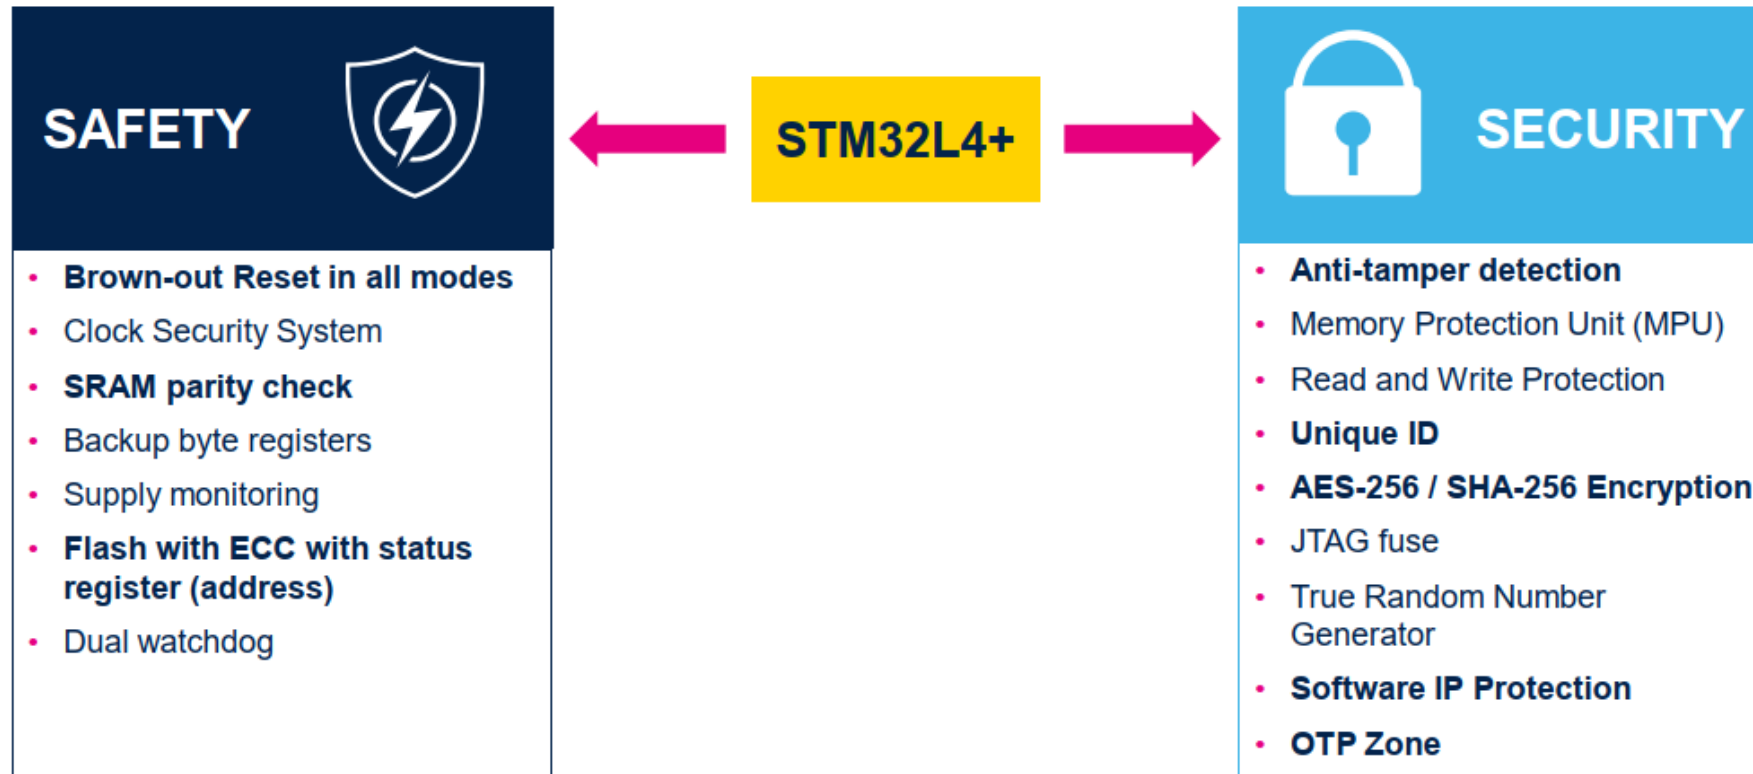 SAFETY
• Brown-out Reset in all modes
• Clock Security System
• SRAM parity check
• Backup byte registers
• Supply monitoring
• Flash with ECC with status
register (address)
• Dual watchdog
STM32L4+
SECURITY
• Anti-tamper detection
• Memory Protection Unit (MPU)
• Read and Write Protection
• Unique ID
• AES-256 / SHA-256 Encryption
• JTAG fuse
• True Random Number
Generator
• Software IP Protection
• OTP Zone